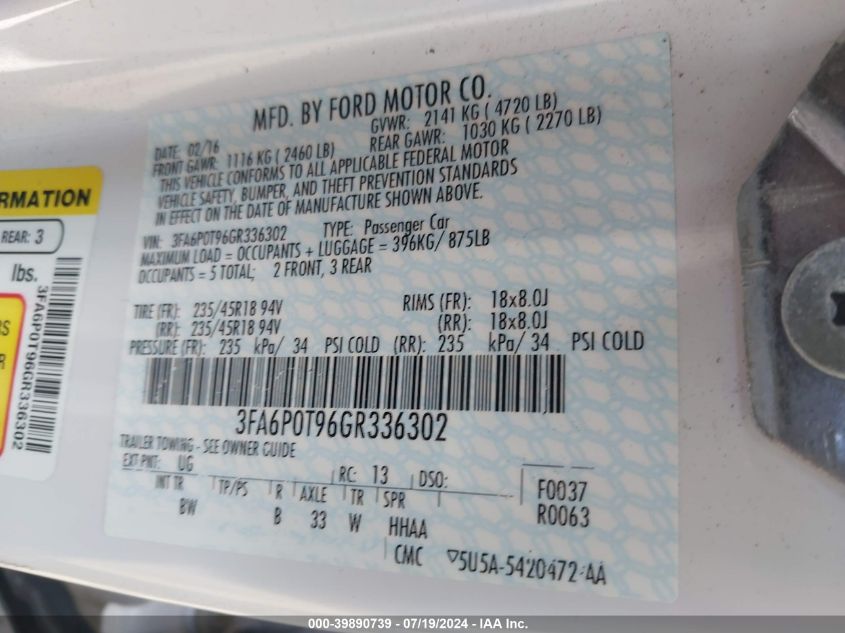 MFD. BY FORD MOTOR CO.
DATE: 02/16 GVWR: 2141 KG ( 4720 LB)
FRONT GAWR: 1116 KG ( 2460 LB) REAR GAWR: 1030 KG ( 2270 LB)
THIS VEHICLE CONFORMS TO ALL APPLICABLE FEDERAL MOTOR
VEHICLE SAFETY, BUMPER, AND THEFT PREVENTION STANDARDS
IN EFFECT ON THE DATE OF MANUFACTURE SHOWN ABOVE.
VIN: 3FA6P0T96GR336302 TYPE: Passenger Car
MAXIMUM LOAD = OCCUPANTS + LUGGAGE = 396KG/ 875LB
OCCUPANTS = 5 TOTAL; 2 FRONT, 3 REAR
TIRE (FR): 235/45R18 94V RIMS (FR): 18x8.0J
(RR): 235/45R18 94V (RR): 18x8.0J
PRESSURE (FR): 235 kPa/ 34 PSI COLD (RR): 235 kPa/ 34 PSI COLD
3FA6P0T96GR336302
TRAILER TOWING - SEE OWNER GUIDE
EXT PNT: UG RC: 13 DSO: F0037
INT TR TP/PS R AXLE TR SPR R0063
BW B 33 W HHAA
CMC 5U5A-5420472-AA
RMATION
REAR: 3
lbs.
RS
R
3FA6P0T96GR336302
000-39890739 / 07/19/2024 - IAA Inc.